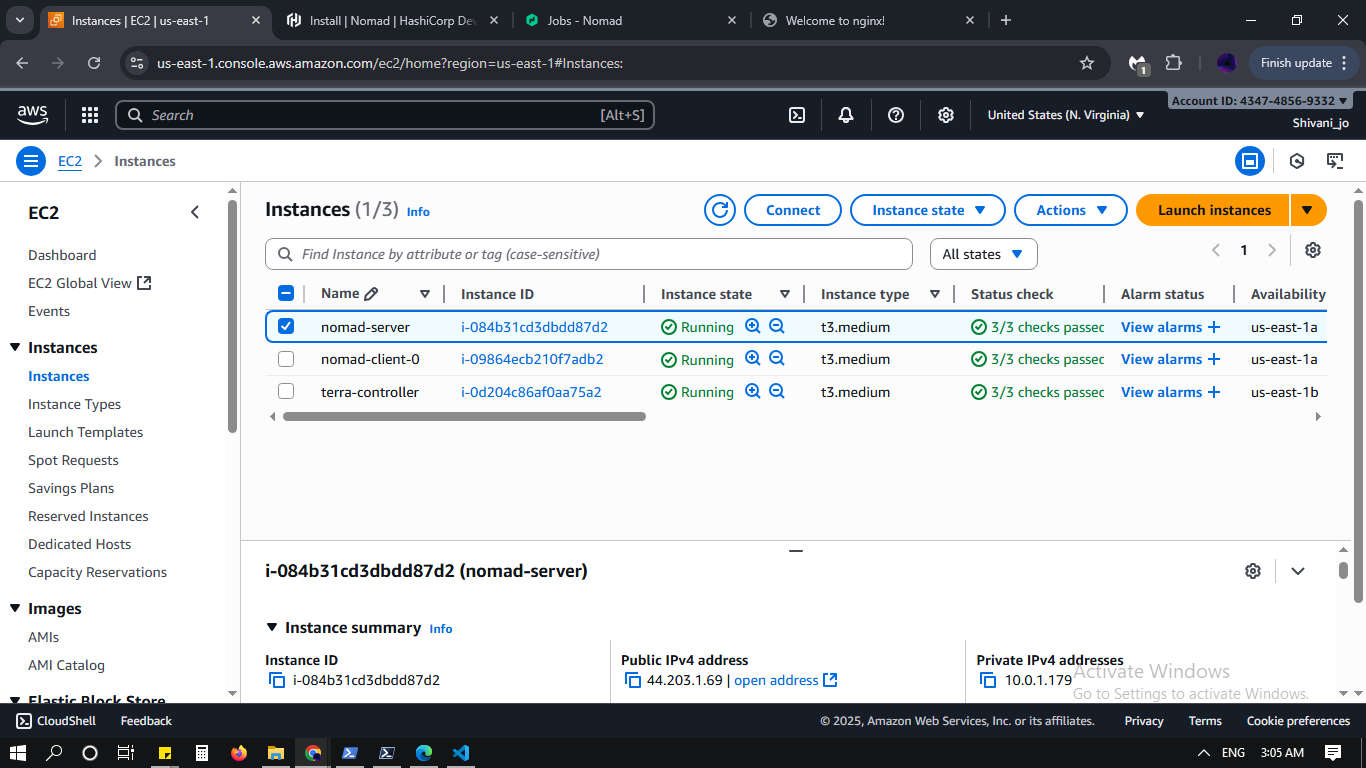 Instances | EC2 | us-east-1
Install | Nomad | HashiCorp Dev
Jobs - Nomad
Welcome to nginx!
us-east-1.console.aws.amazon.com/ec2/home?region=us-east-1#Instances:
1
Finish update
aws
Search
[Alt+S]
United States (N. Virginia)
Account ID: 4347-4856-9332
Shivani_jo
EC2
Instances
EC2
Dashboard
EC2 Global View
Events
Instances
Instances
Instance Types
Launch Templates
Spot Requests
Savings Plans
Reserved Instances
Dedicated Hosts
Capacity Reservations
Images
AMIs
AMI Catalog
Elastic Block Store
Instances (1/3) Info
Connect
Instance state
Actions
Launch instances
Find Instance by attribute or tag (case-sensitive)
All states
1
Name Instance ID Instance state Instance type Status check Alarm status Availability
nomad-server i-084b31cd3dbdd87d2 Running t3.medium 3/3 checks passed View alarms + us-east-1a
nomad-client-0 i-09864ecb210f7adb2 Running t3.medium 3/3 checks passed View alarms + us-east-1a
terra-controller i-0d204c86af0aa75a2 Running t3.medium 3/3 checks passed View alarms + us-east-1b
i-084b31cd3dbdd87d2 (nomad-server)
Instance summary Info
Instance ID
i-084b31cd3dbdd87d2
Public IPv4 address
44.203.1.69 | open address
Private IPv4 addresses
10.0.1.179
Activate Windows
Go to Settings to activate Windows.
CloudShell
Feedback
© 2025, Amazon Web Services, Inc. or its affiliates.
Privacy
Terms
Cookie preferences
ENG
3:05 AM